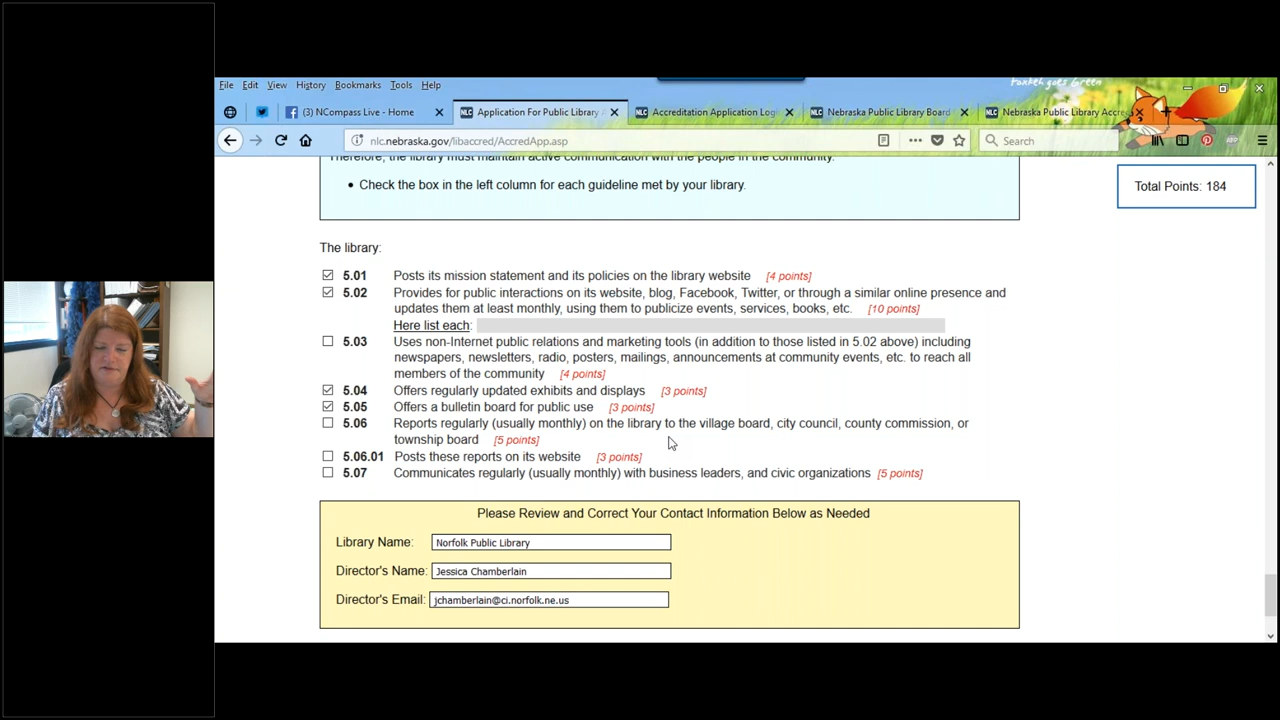 Foxkeh goes Green
File Edit View History Bookmarks Tools Help
(3) NCompass Live - Home
NLC Application For Public Library
NLC Accreditation Application Log
NLC Nebraska Public Library Board
NLC Nebraska Public Library Accre
nlc.nebraska.gov/libaccred/AccredApp.asp
Search
Therefore, the library must maintain active communication with the people in the community.
• Check the box in the left column for each guideline met by your library.
Total Points: 184
The library:
5.01 Posts its mission statement and its policies on the library website [4 points]
5.02 Provides for public interactions on its website, blog, Facebook, Twitter, or through a similar online presence and
updates them at least monthly, using them to publicize events, services, books, etc. [10 points]
Here list each:
5.03 Uses non-Internet public relations and marketing tools (in addition to those listed in 5.02 above) including
newspapers, newsletters, radio, posters, mailings, announcements at community events, etc. to reach all
members of the community [4 points]
5.04 Offers regularly updated exhibits and displays [3 points]
5.05 Offers a bulletin board for public use [3 points]
5.06 Reports regularly (usually monthly) on the library to the village board, city council, county commission, or
township board [5 points]
5.06.01 Posts these reports on its website [3 points]
5.07 Communicates regularly (usually monthly) with business leaders, and civic organizations [5 points]
Please Review and Correct Your Contact Information Below as Needed
Library Name: Norfolk Public Library
Director's Name: Jessica Chamberlain
Director's Email: jchamberlain@ci.norfolk.ne.us